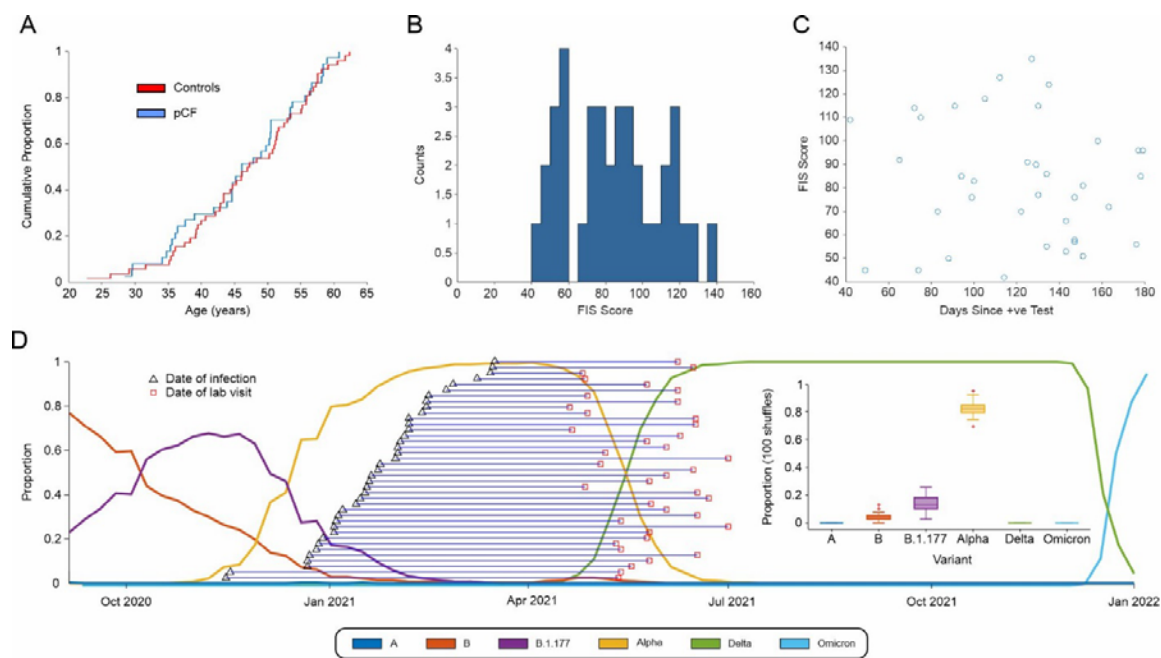 A
Cumulative Proportion
1
0.8
0.6
0.4
0.2
0
Controls
pCF
20 25 30 35 40 45 50 55 60 65
Age (years)
B
Counts
4
3.5
3
2.5
2
1.5
1
0.5
0
0 20 40 60 80 100 120 140 160
FIS Score
C
FIS Score
140
130
120
110
100
90
80
70
60
50
40
40 60 80 100 120 140 160 180
Days Since +ve Test
D
Proportion
1
0.8
0.6
0.4
0.2
0
Date of infection
Date of lab visit
Oct 2020 Jan 2021 Apr 2021 Jul 2021 Oct 2021 Jan 2022
Proportion (100 shuffles)
1
0.8
0.6
0.4
0.2
0
A B B.1.177 Alpha Delta Omicron
Variant
A B B.1.177 Alpha Delta Omicron